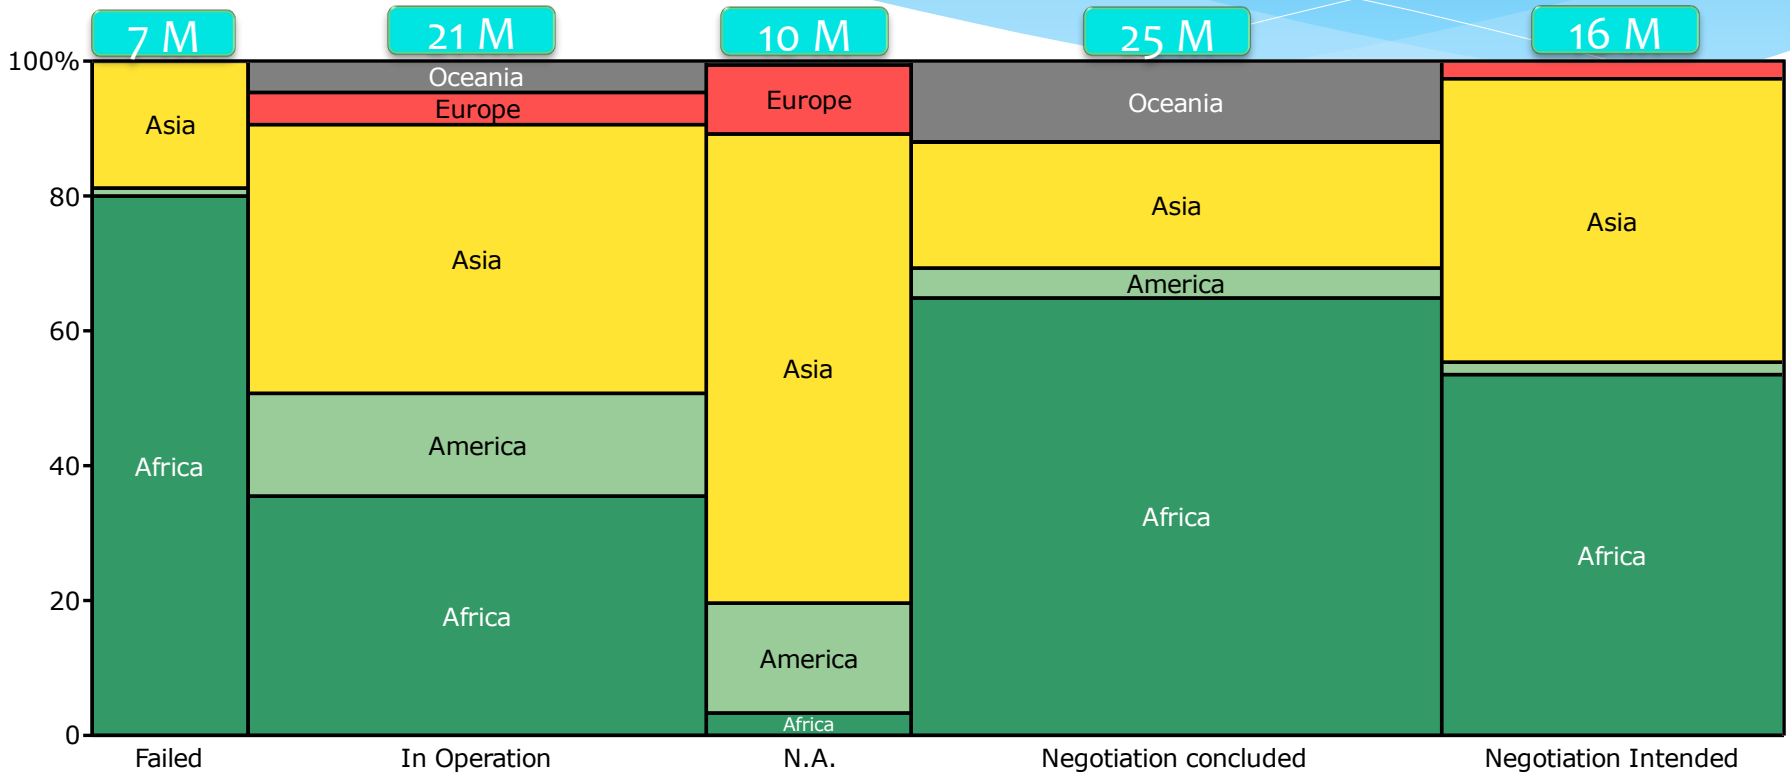 7 M
21 M
10 M
25 M
16 M
100%
80
60
40
20
0
Asia
Africa
Oceania
Europe
Asia
America
Africa
Europe
Asia
America
Africa
Oceania
Asia
America
Africa
Asia
Africa
Failed
In Operation
N.A.
Negotiation concluded
Negotiation Intended